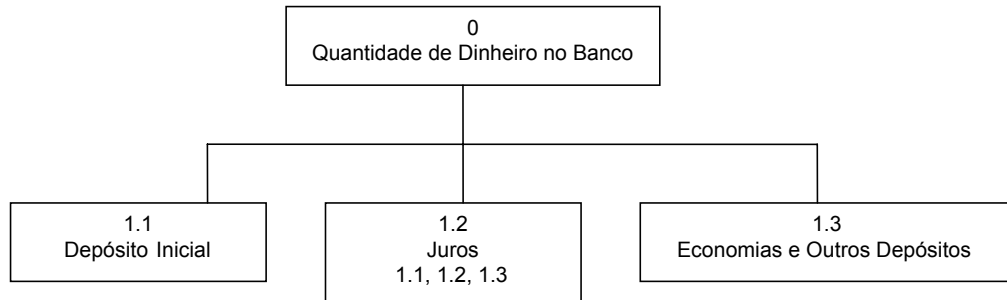 0
Quantidade de Dinheiro no Banco
1.1
Depósito Inicial
1.2
Juros
1.1, 1.2, 1.3
1.3
Economias e Outros Depósitos